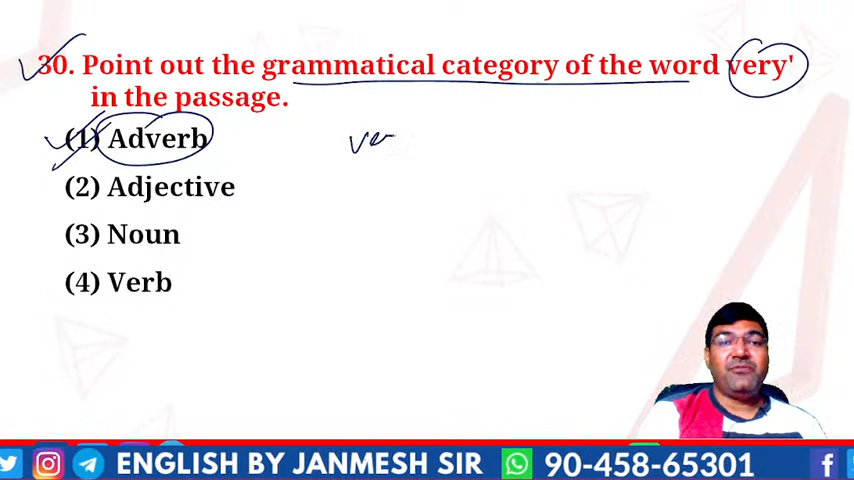 30. Point out the grammatical category of the word very'
in the passage.
(1) Adverb
(2) Adjective
(3) Noun
(4) Verb
ENGLISH BY JANMESH SIR 90-458-65301